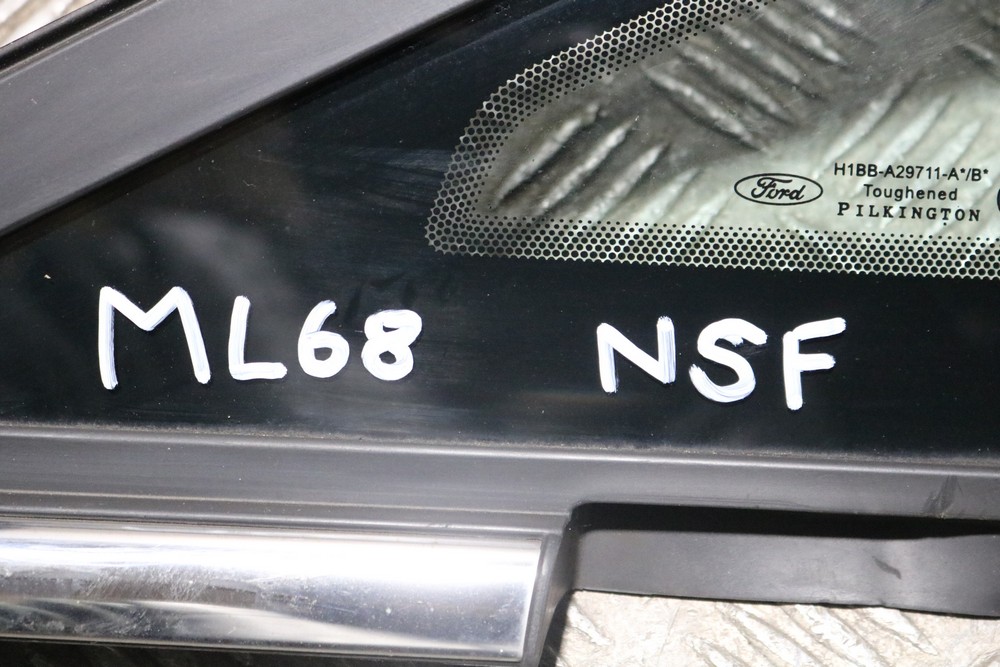 H1BB-A29711-A*/B*
Ford Toughened
PILKINGTON
ML68 NSF